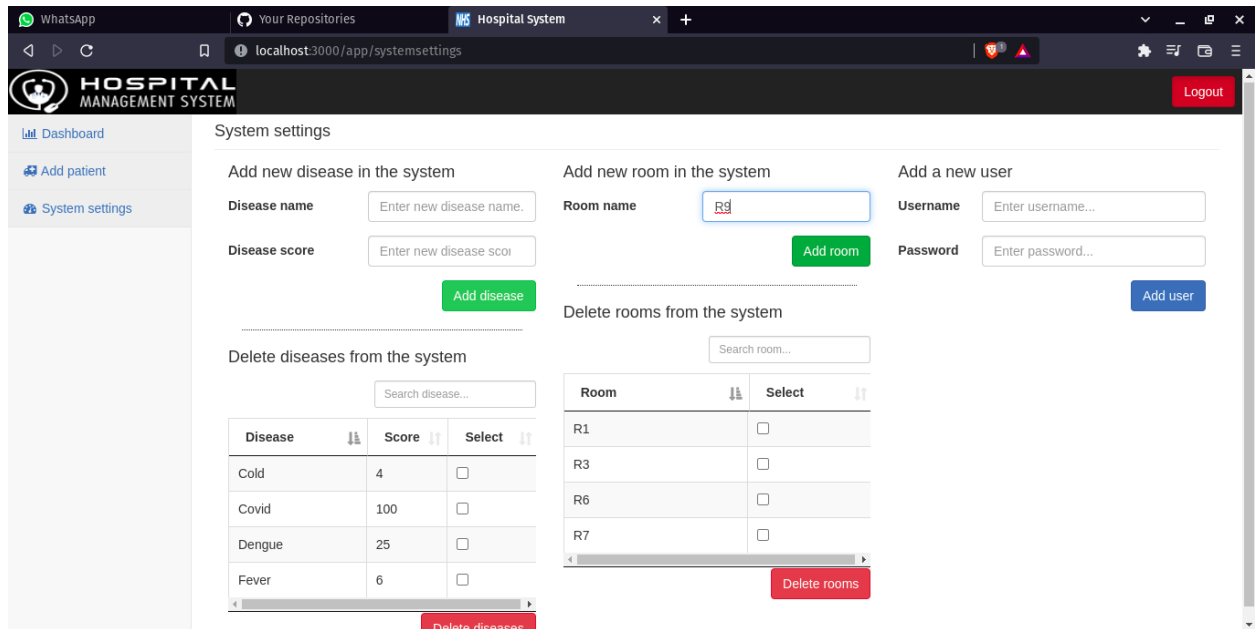 WhatsApp
Your Repositories
NHS Hospital System
localhost:3000/app/systemsettings
1
HOSPITAL
MANAGEMENT SYSTEM
Logout
Dashboard
Add patient
System settings
System settings
Add new disease in the system
Disease name
Enter new disease name.
Disease score
Enter new disease scor
Add disease
Delete diseases from the system
Search disease...
Disease Score Select
Cold 4
Covid 100
Dengue 25
Fever 6
Delete diseases
Add new room in the system
Room name
R9
Add room
Delete rooms from the system
Search room...
Room Select
R1
R3
R6
R7
Delete rooms
Add a new user
Username
Enter username...
Password
Enter password...
Add user